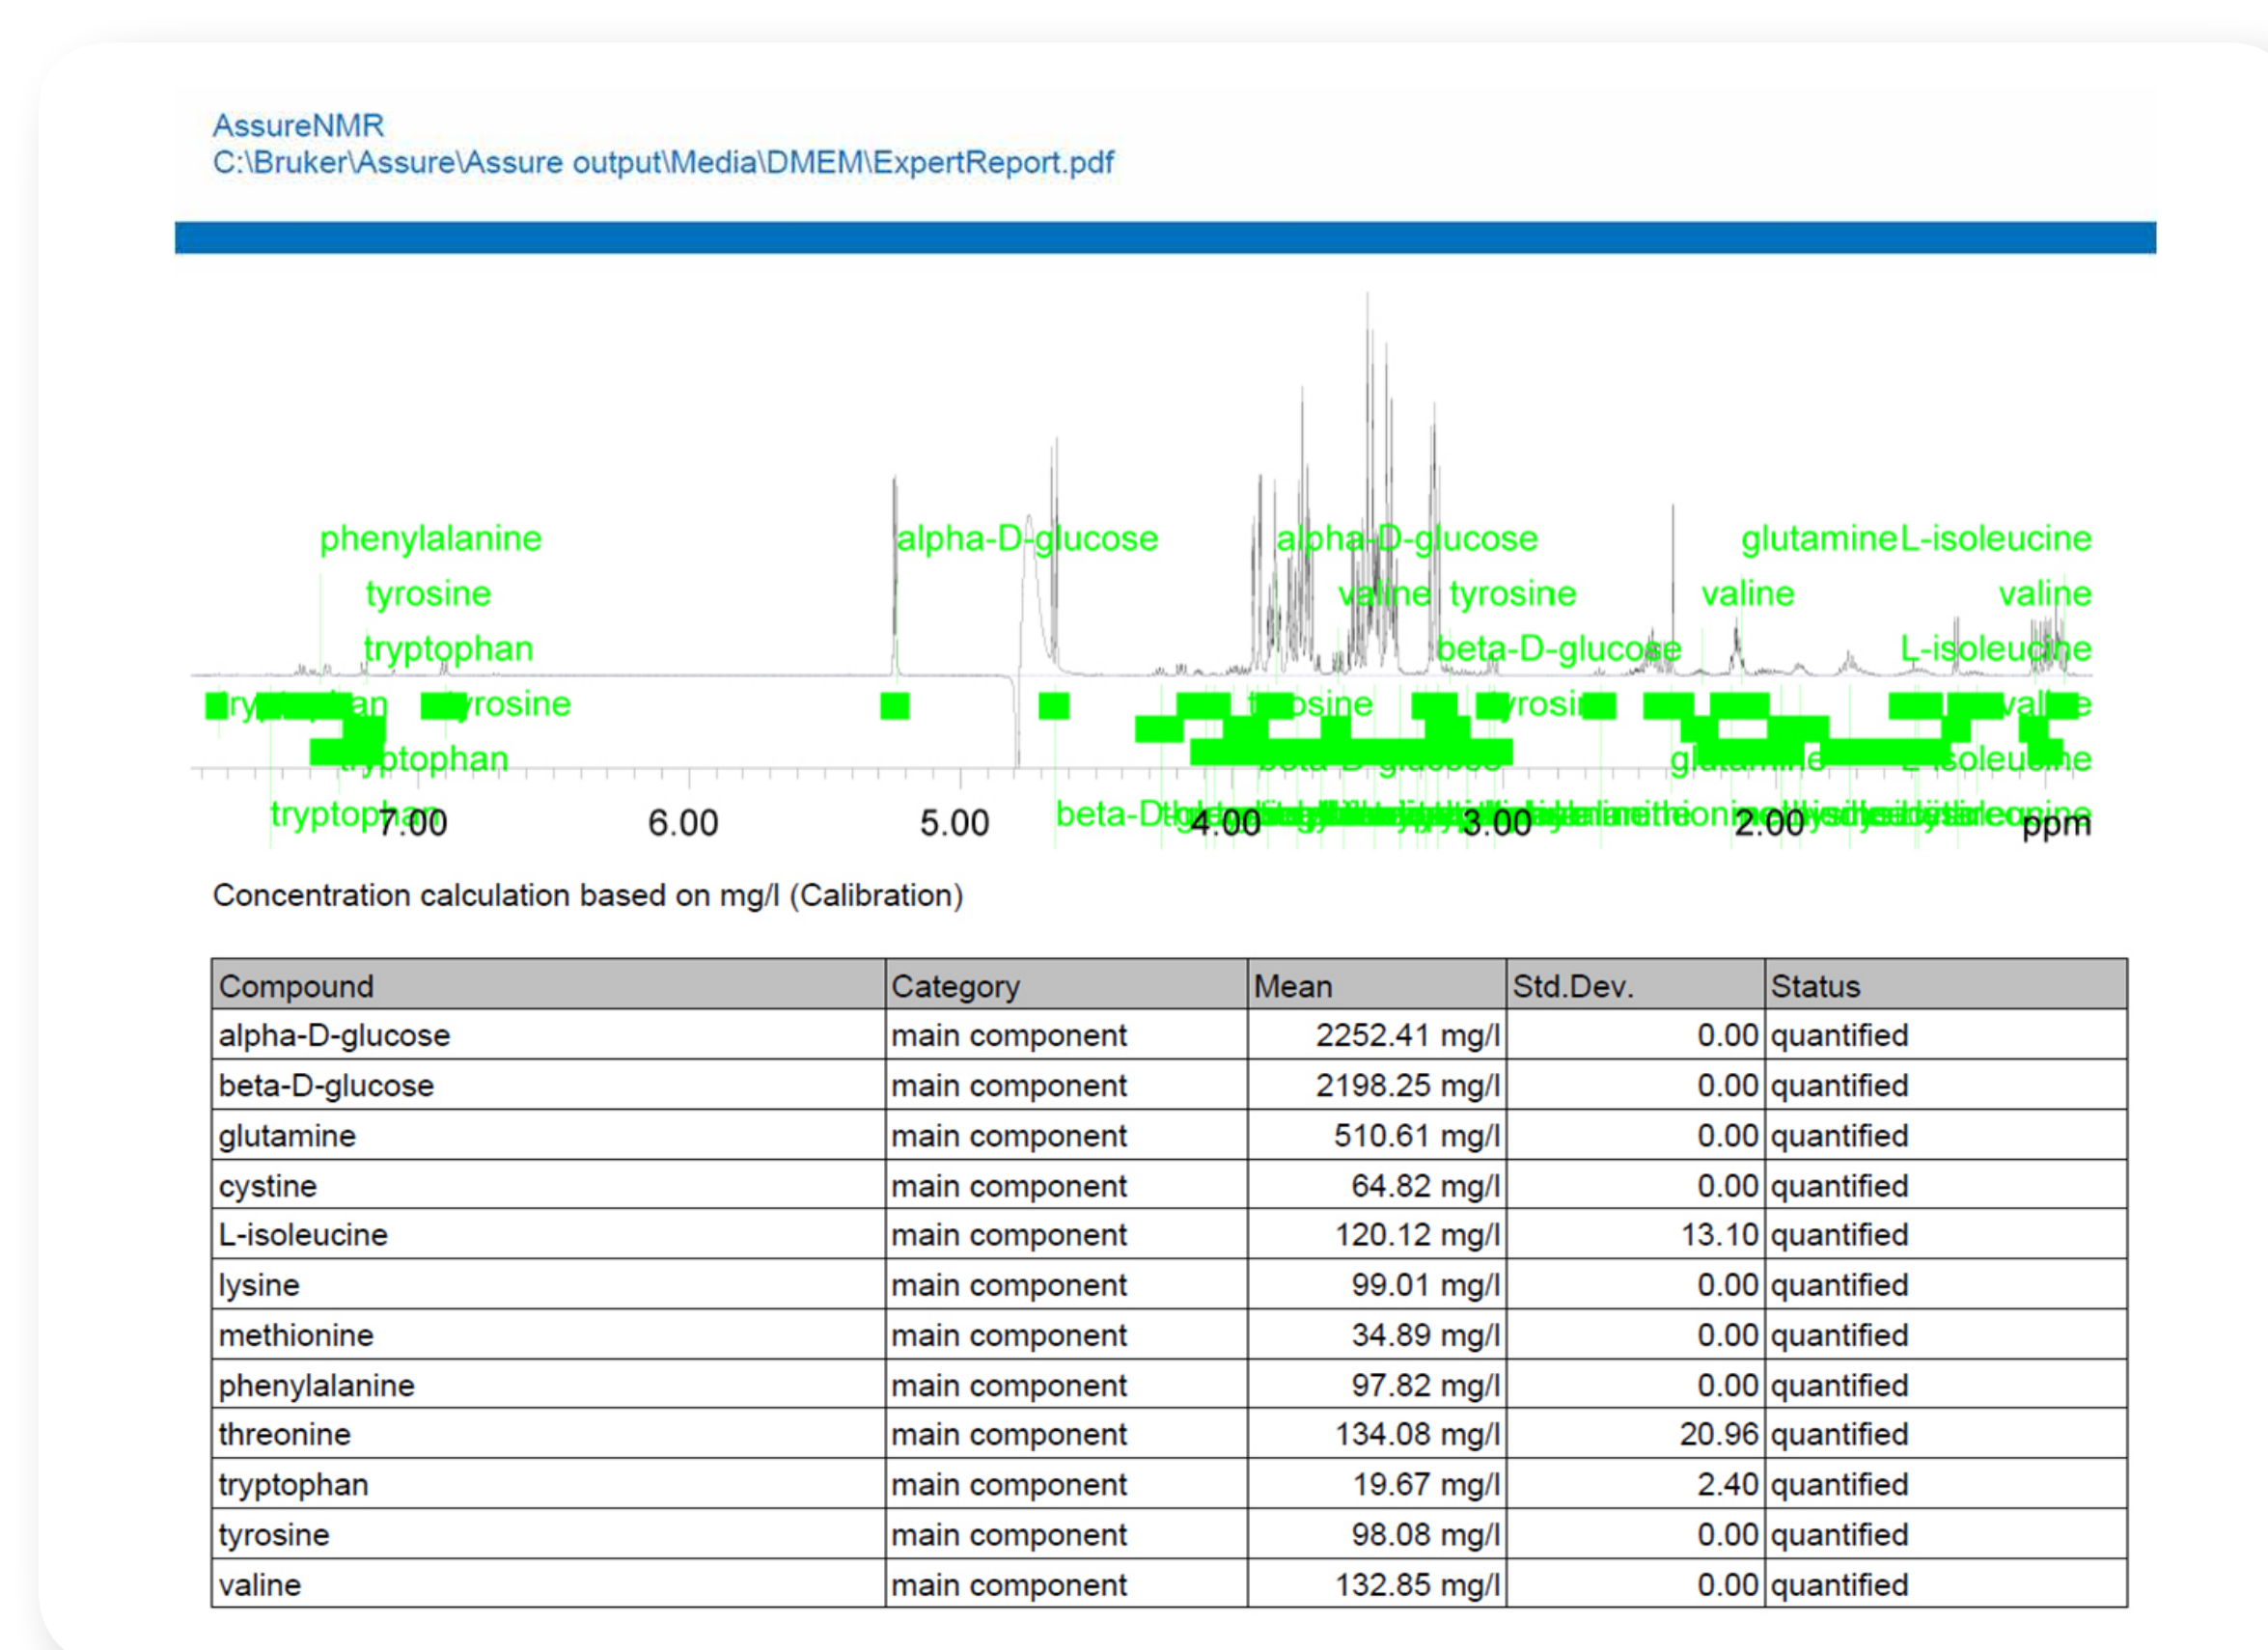 AssureNMR
C:\Bruker\Assure\Assure output\Media\DMEM\ExpertReport.pdf
phenylalanine alpha-D-glucose alpha-D-glucose glutamine L-isoleucine
tyrosine valine tyrosine valine valine
tryptophan beta-D-glucose L-isoleucine
tyrosine
tryptophan 7.00 6.00 5.00 4.00 3.00 2.00 ppm
Concentration calculation based on mg/l (Calibration)
Compound Category Mean Std.Dev. Status
alpha-D-glucose main component 2252.41 mg/l 0.00 quantified
beta-D-glucose main component 2198.25 mg/l 0.00 quantified
glutamine main component 510.61 mg/l 0.00 quantified
cystine main component 64.82 mg/l 0.00 quantified
L-isoleucine main component 120.12 mg/l 13.10 quantified
lysine main component 99.01 mg/l 0.00 quantified
methionine main component 34.89 mg/l 0.00 quantified
phenylalanine main component 97.82 mg/l 0.00 quantified
threonine main component 134.08 mg/l 20.96 quantified
tryptophan main component 19.67 mg/l 2.40 quantified
tyrosine main component 98.08 mg/l 0.00 quantified
valine main component 132.85 mg/l 0.00 quantified